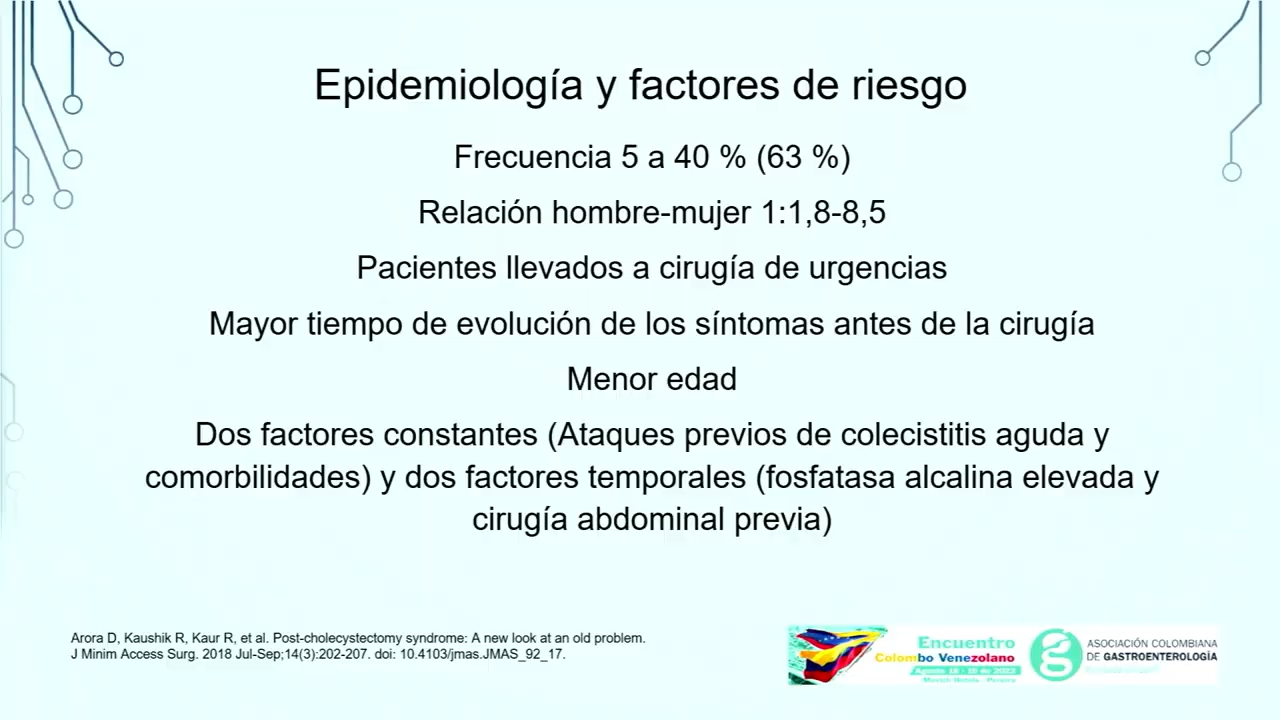 Epidemiología y factores de riesgo
Frecuencia 5 a 40 % (63 %)
Relación hombre-mujer 1:1,8-8,5
Pacientes llevados a cirugía de urgencias
Mayor tiempo de evolución de los síntomas antes de la cirugía
Menor edad
Dos factores constantes (Ataques previos de colecistitis aguda y
comorbilidades) y dos factores temporales (fosfatasa alcalina elevada y
cirugía abdominal previa)
Arora D, Kaushik R, Kaur R, et al. Post-cholecystectomy syndrome: A new look at an old problem.
J Minim Access Surg. 2018 Jul-Sep;14(3):202-207. doi: 10.4103/jmas.JMAS_92_17.
Encuentro
Colombo Venezolano
ASOCIACIÓN COLOMBIANA
DE GASTROENTEROLOGÍA